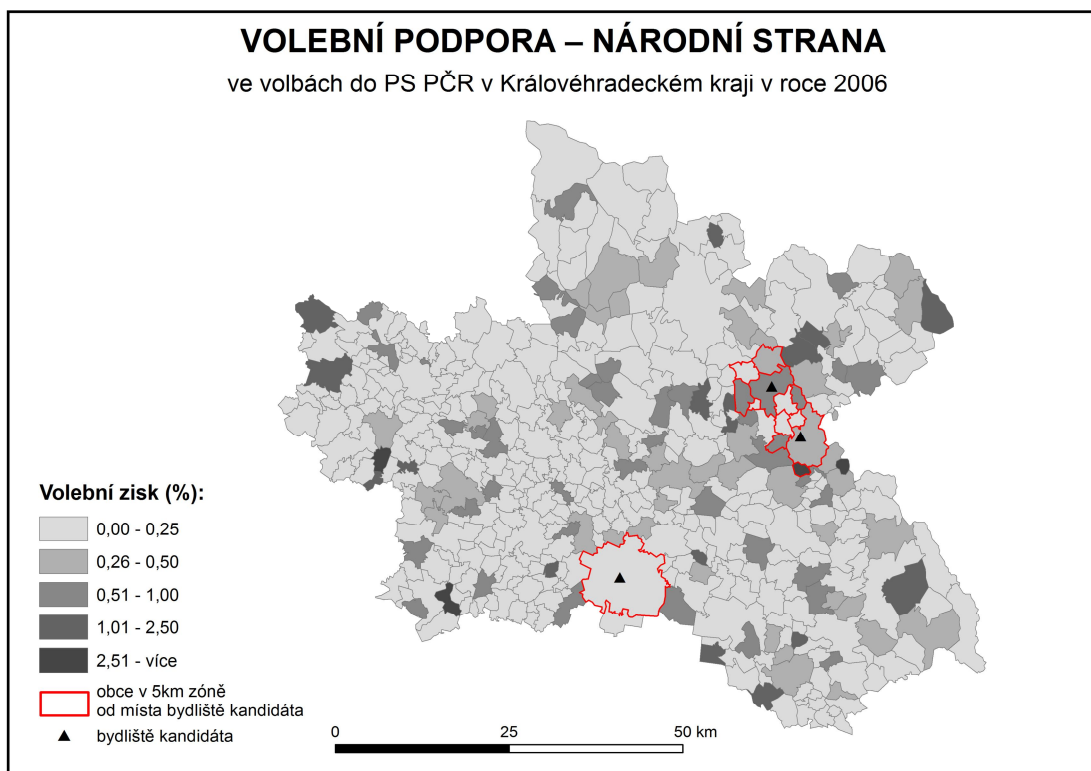 VOLEBNÍ PODPORA – NÁRODNÍ STRANA
ve volbách do PS PČR v Královéhradeckém kraji v roce 2006
Volební zisk (%):
0,00 - 0,25
0,26 - 0,50
0,51 - 1,00
1,01 - 2,50
2,51 - více
obce v 5km zóně
od místa bydliště kandidáta
bydliště kandidáta
0 25 50 km